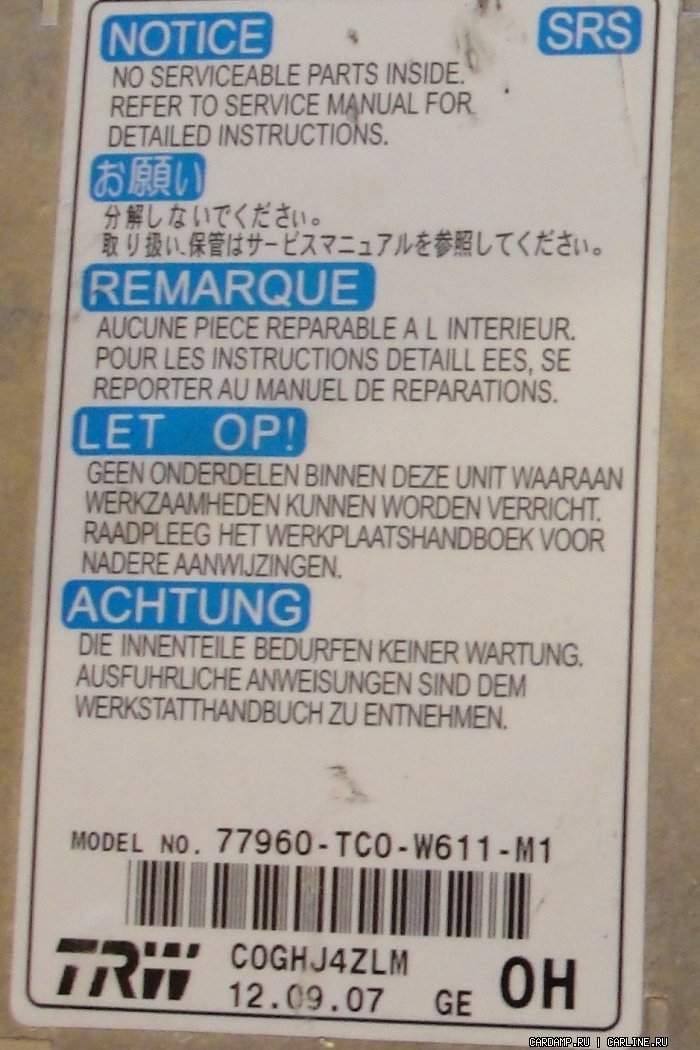 NOTICE SRS
NO SERVICEABLE PARTS INSIDE.
REFER TO SERVICE MANUAL FOR
DETAILED INSTRUCTIONS.
お願い
分解しないでください。
取り扱い、保管はサービスマニュアルを参照してください。
REMARQUE
AUCUNE PIECE REPARABLE A L INTERIEUR.
POUR LES INSTRUCTIONS DETAILL EES, SE
REPORTER AU MANUEL DE REPARATIONS.
LET OP!
GEEN ONDERDELEN BINNEN DEZE UNIT WAARAAN
WERKZAAMHEDEN KUNNEN WORDEN VERRICHT.
RAADPLEEG HET WERKPLAATSHANDBOEK VOOR
NADERE AANWIJZINGEN.
ACHTUNG
DIE INNENTEILE BEDURFEN KEINER WARTUNG.
AUSFUHRLICHE ANWEISUNGEN SIND DEM
WERKSTATTHANDBUCH ZU ENTNEHMEN.
MODEL NO. 77960-TC0-W611-M1
TRW C0GHJ4ZLM
12.09.07 GE 0H
CARDAMP.RU | CARLINE.RU